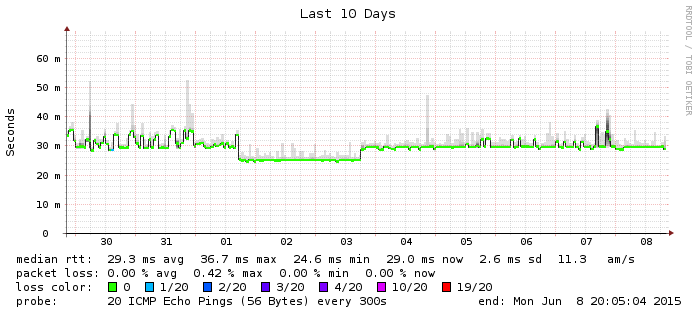 Last 10 Days
RRDTOOL / TOBI OETIKER
Seconds
60 m
50 m
40 m
30 m
20 m
10 m
0
30 31 01 02 03 04 05 06 07 08
median rtt: 29.3 ms avg 36.7 ms max 24.6 ms min 29.0 ms now 2.6 ms sd 11.3 am/s
packet loss: 0.00 % avg 0.42 % max 0.00 % min 0.00 % now
loss color: 0 1/20 2/20 3/20 4/20 10/20 19/20
probe: 20 ICMP Echo Pings (56 Bytes) every 300s end: Mon Jun 8 20:05:04 2015